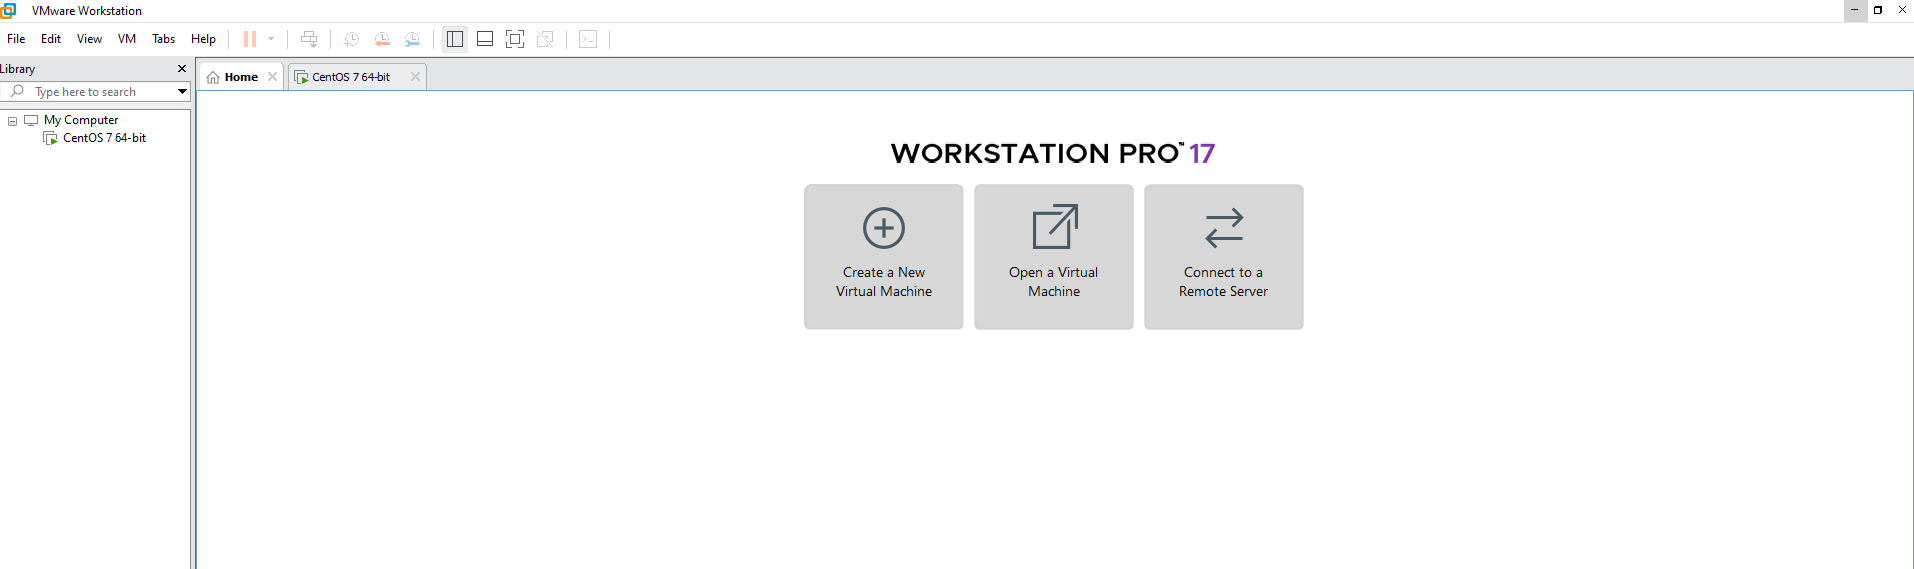 VMware Workstation
File Edit View VM Tabs Help
Library
Home CentOS 7 64-bit
Type here to search
My Computer
CentOS 7 64-bit
WORKSTATION PRO™ 17
Create a New
Virtual Machine
Open a Virtual
Machine
Connect to a
Remote Server